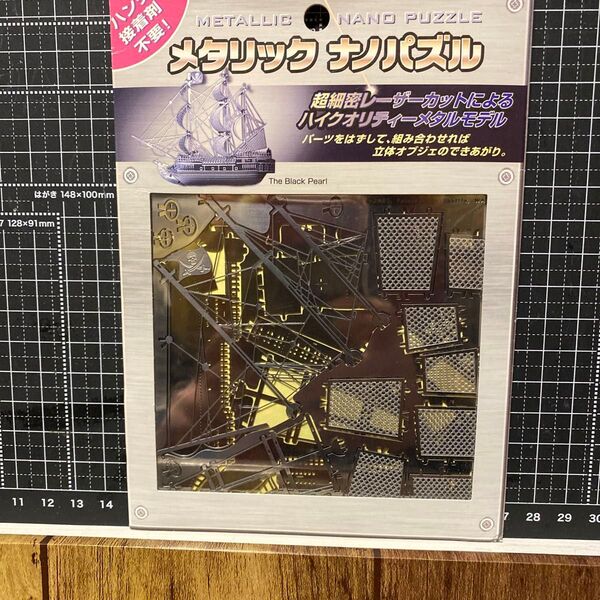 ハンダ
接着剤
不要!
METALLIC NANO PUZZLE
メタリック ナノパズル
超細密レーザーカットによる
ハイクオリティーメタルモデル
パーツをはずして、組み合わせれば
立体オブジェのできあがり。
The Black Pearl
はがき 148×100mm
128×91mm
11 12 13 14
27 28 29 30